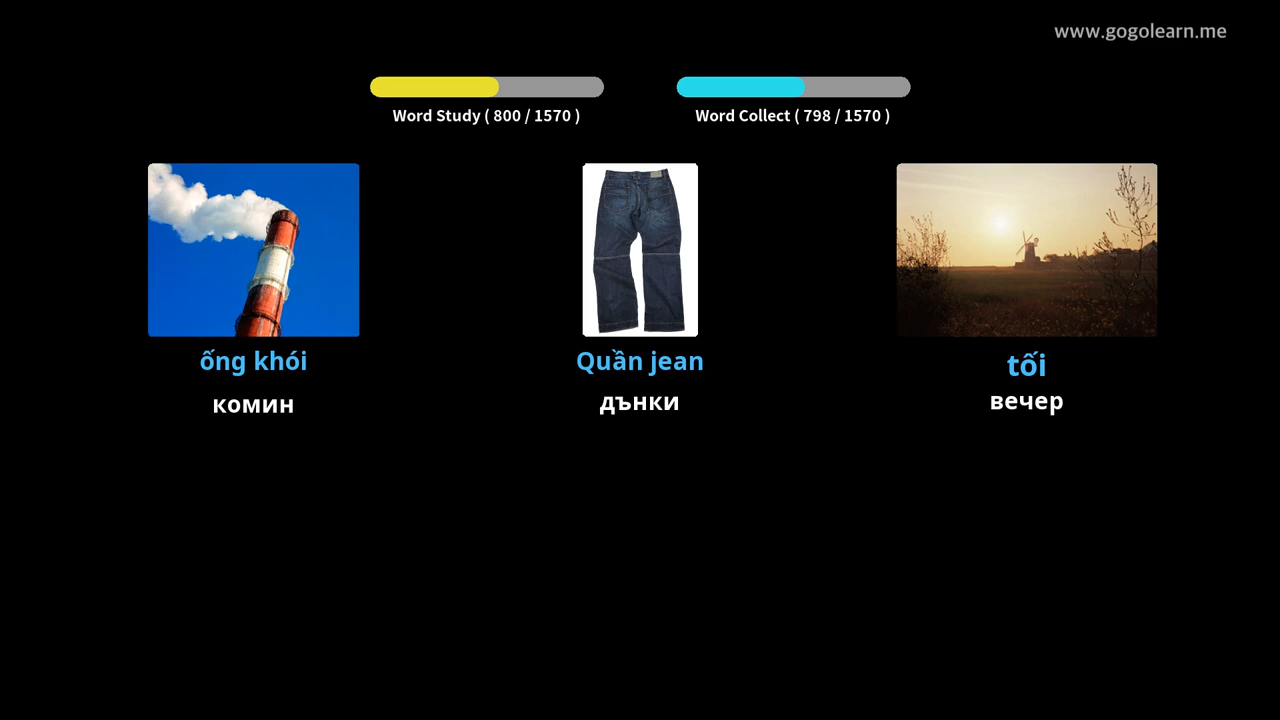 www.gogolearn.me
Word Study ( 800 / 1570 )
Word Collect ( 798 / 1570 )
ống khói
комин
Quần jean
дънки
tối
вечер